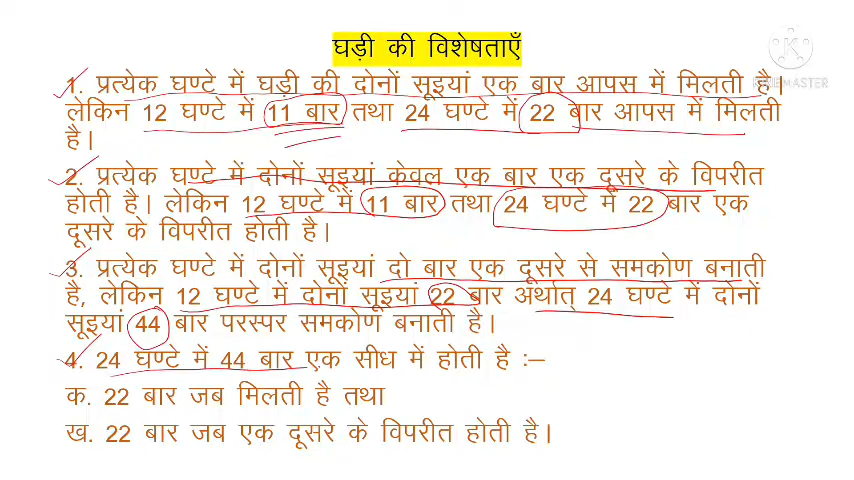 घड़ी की विशेषताएँ
1. प्रत्येक घण्टे में घड़ी की दोनों सूइयां एक बार आपस में मिलती है।
लेकिन 12 घण्टे में 11 बार तथा 24 घण्टे में 22 बार आपस में मिलती
है।
2. प्रत्येक घण्टे में दोनों सूइयां केवल एक बार एक दूसरे के विपरीत
होती है। लेकिन 12 घण्टे में 11 बार तथा 24 घण्टे में 22 बार एक
दूसरे के विपरीत होती है।
3. प्रत्येक घण्टे में दोनों सूइयां दो बार एक दूसरे से समकोण बनाती
है, लेकिन 12 घण्टे में दोनों सूइयां 22 बार अर्थात् 24 घण्टे में दोनों
सूइयां 44 बार परस्पर समकोण बनाती है।
4. 24 घण्टे में 44 बार एक सीध में होती है :–
क. 22 बार जब मिलती है तथा
ख. 22 बार जब एक दूसरे के विपरीत होती है।
KINEMASTER